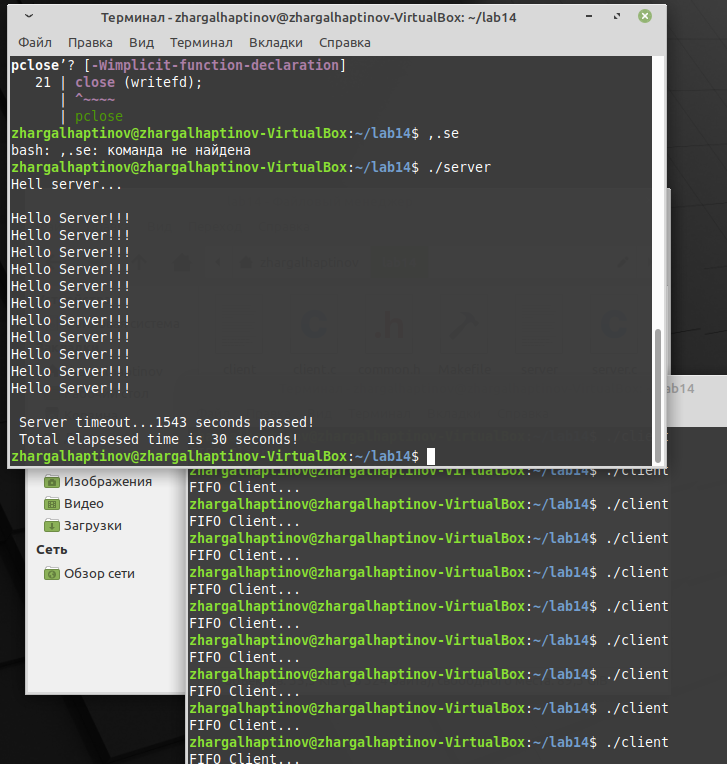 Терминал - zhargalhaptinov@zhargalhaptinov-VirtualBox: ~/lab14
Файл Правка Вид Терминал Вкладки Справка
pclose’? [-Wimplicit-function-declaration]
21 | close (writefd);
| ^~~~~
| pclose
zhargalhaptinov@zhargalhaptinov-VirtualBox:~/lab14$ ,.se
bash: ,.se: команда не найдена
zhargalhaptinov@zhargalhaptinov-VirtualBox:~/lab14$ ./server
Hell server...
Hello Server!!!
Hello Server!!!
Hello Server!!!
Hello Server!!!
Hello Server!!!
Hello Server!!!
Hello Server!!!
Hello Server!!!
Hello Server!!!
Hello Server!!!
Hello Server!!!
Server timeout...1543 seconds passed!
Total elapsesed time is 30 seconds!
zhargalhaptinov@zhargalhaptinov-VirtualBox:~/lab14$
ab14
Изображения
Видео
Загрузки
Сеть
Обзор сети
zhargalhaptinov@zhargalhaptinov-VirtualBox:~/lab14$ ./client
FIFO Client...
zhargalhaptinov@zhargalhaptinov-VirtualBox:~/lab14$ ./client
FIFO Client...
zhargalhaptinov@zhargalhaptinov-VirtualBox:~/lab14$ ./client
FIFO Client...
zhargalhaptinov@zhargalhaptinov-VirtualBox:~/lab14$ ./client
FIFO Client...
zhargalhaptinov@zhargalhaptinov-VirtualBox:~/lab14$ ./client
FIFO Client...
zhargalhaptinov@zhargalhaptinov-VirtualBox:~/lab14$ ./client
FIFO Client...
zhargalhaptinov@zhargalhaptinov-VirtualBox:~/lab14$ ./client
FIFO Client...
zhargalhaptinov@zhargalhaptinov-VirtualBox:~/lab14$ ./client
FIFO Client...
zhargalhaptinov@zhargalhaptinov-VirtualBox:~/lab14$ ./client
FIFO Client...